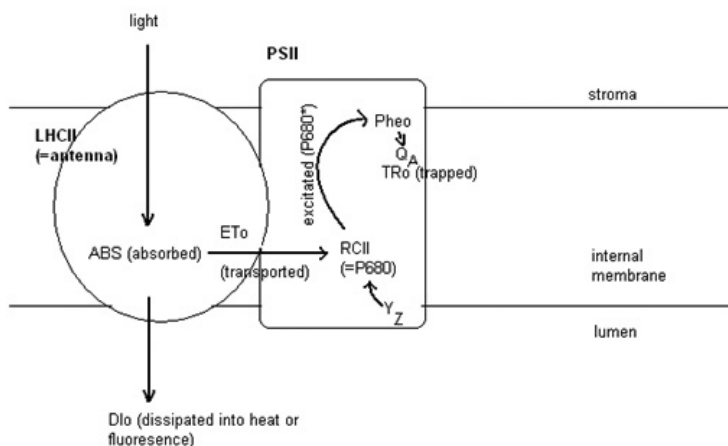 light
PSII
stroma
LHCII
(=antenna)
excitated (P680*)
Pheo
QA
TRo (trapped)
ETo
ABS (absorbed)
(transported)
RCII
(=P680)
internal
membrane
YZ
lumen
DIo (dissipated into heat or
fluoresence)